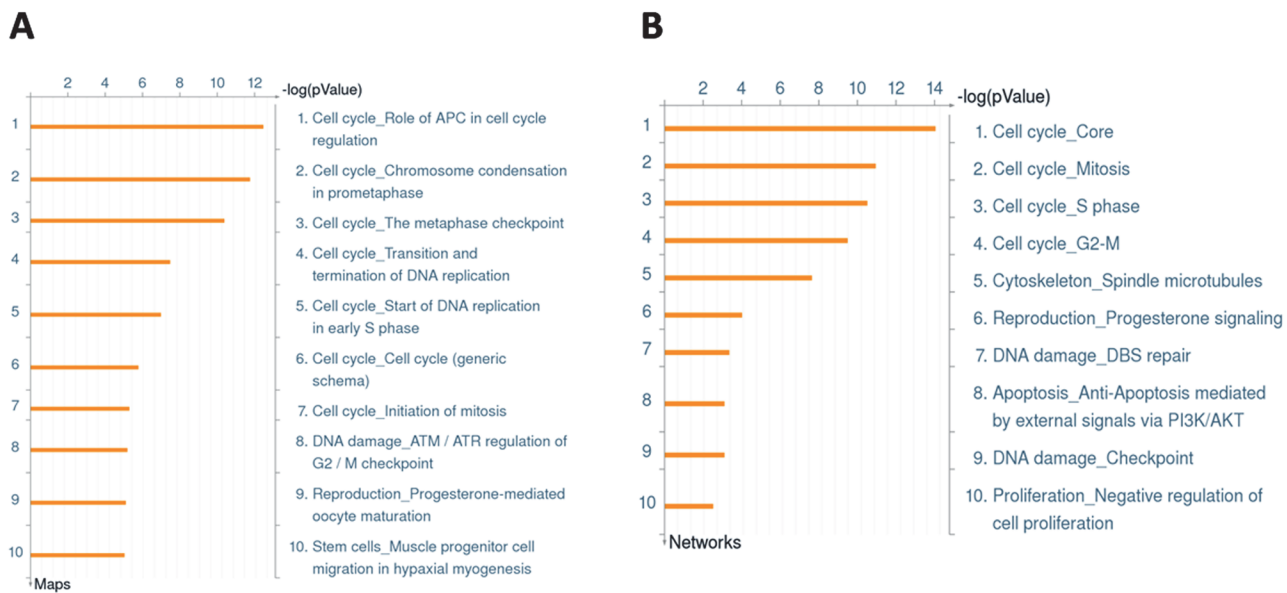 A
2 4 6 8 10 12
-log(pValue)
1
1. Cell cycle_Role of APC in cell cycle
regulation
2
2. Cell cycle_Chromosome condensation
in prometaphase
3
3. Cell cycle_The metaphase checkpoint
4
4. Cell cycle_Transition and
termination of DNA replication
5
5. Cell cycle_Start of DNA replication
in early S phase
6
6. Cell cycle_Cell cycle (generic
schema)
7
7. Cell cycle_Initiation of mitosis
8
8. DNA damage_ATM / ATR regulation of
G2 / M checkpoint
9
9. Reproduction_Progesterone-mediated
oocyte maturation
10
10. Stem cells_Muscle progenitor cell
migration in hypaxial myogenesis
Maps
B
2 4 6 8 10 12 14
-log(pValue)
1
1. Cell cycle_Core
2
2. Cell cycle_Mitosis
3
3. Cell cycle_S phase
4
4. Cell cycle_G2-M
5
5. Cytoskeleton_Spindle microtubules
6
6. Reproduction_Progesterone signaling
7
7. DNA damage_DBS repair
8
8. Apoptosis_Anti-Apoptosis mediated
by external signals via PI3K/AKT
9
9. DNA damage_Checkpoint
10
10. Proliferation_Negative regulation of
cell proliferation
Networks